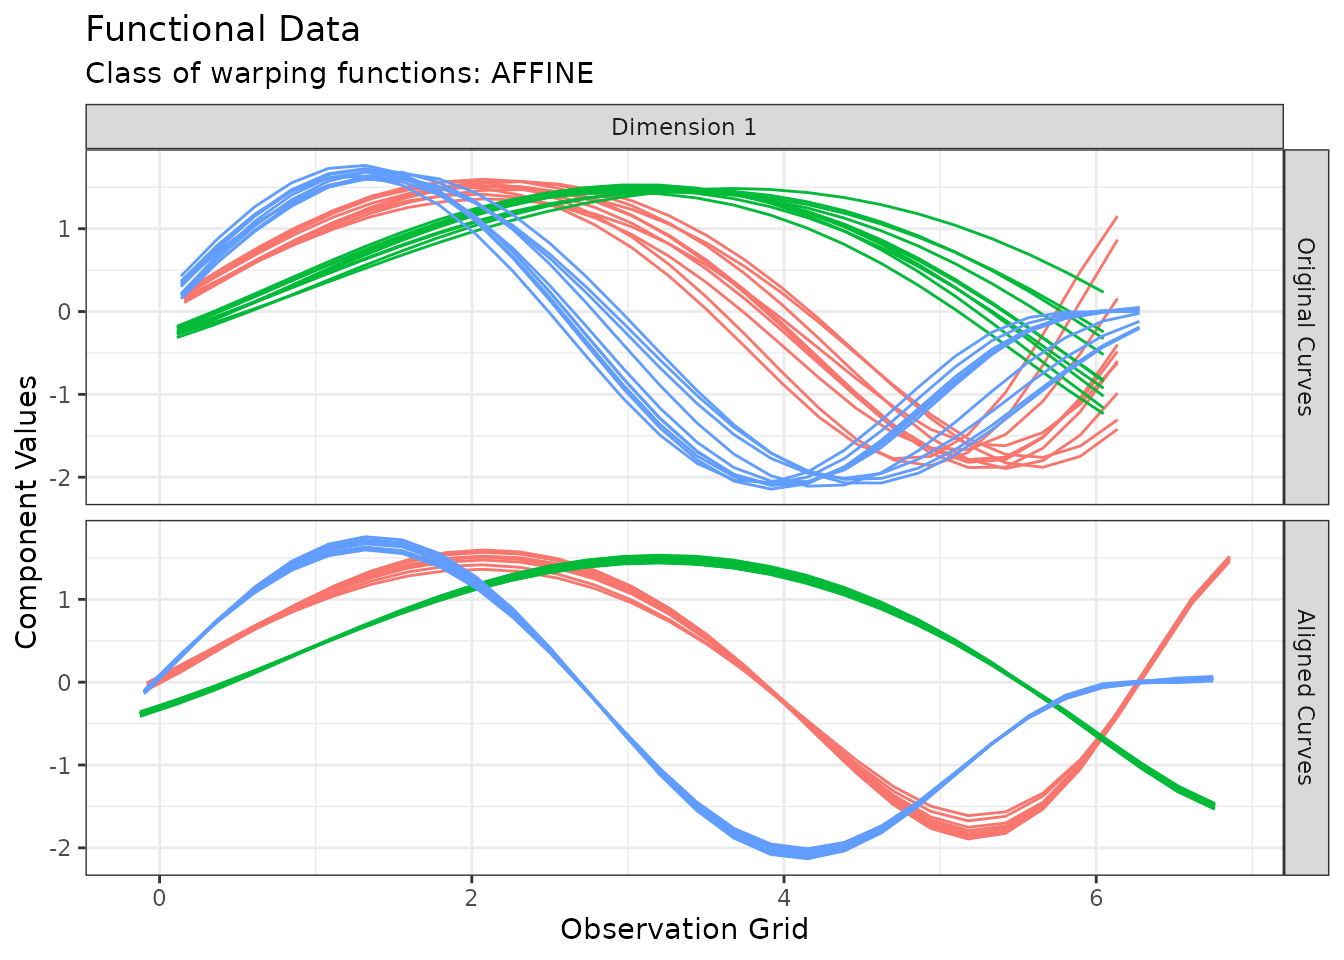 Functional Data
Class of warping functions: AFFINE
Dimension 1
Component Values
1
0
-1
-2
Original Curves
1
0
-1
-2
Aligned Curves
0
2
4
6
Observation Grid